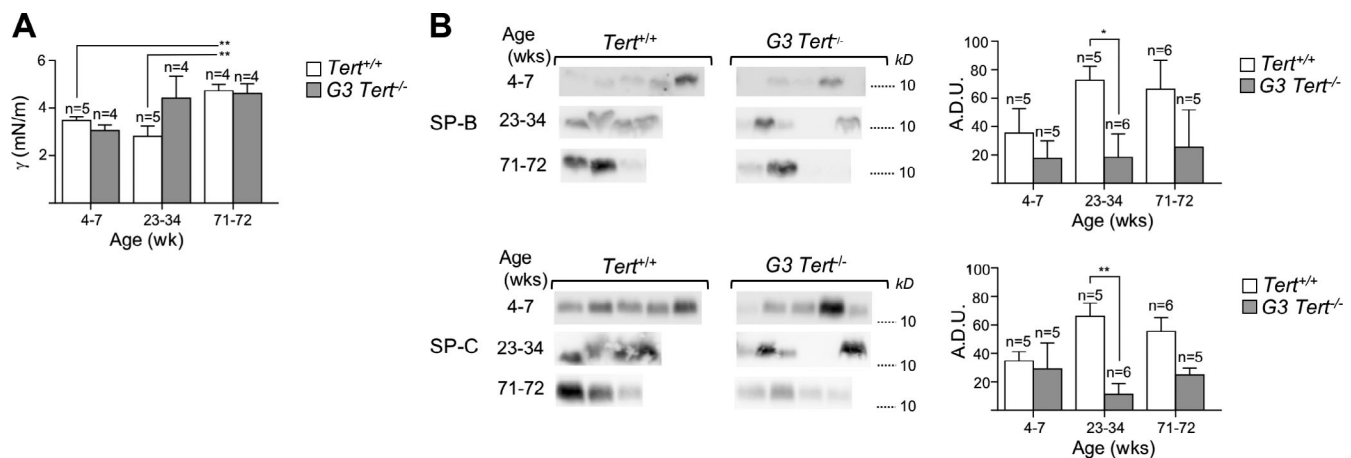 A
γ (mN/m)
6
4
2
**
**
n=5
n=4
n=5
n=4
n=4
n=4
4-7
23-34
71-72
Age (wk)
Tert+/+
G3 Tert-/-
B
Age
(wks)
Tert+/+
G3 Tert-/-
kD
SP-B
4-7
10
23-34
10
71-72
10
A.D.U.
100
80
60
40
20
n=5
n=5
*
n=5
n=6
n=6
n=5
4-7
23-34
71-72
Age (wks)
Tert+/+
G3 Tert-/-
Age
(wks)
Tert+/+
G3 Tert-/-
kD
SP-C
4-7
10
23-34
10
71-72
10
A.D.U.
100
80
60
40
20
n=5
n=5
**
n=5
n=6
n=6
n=5
4-7
23-34
71-72
Age (wks)
Tert+/+
G3 Tert-/-